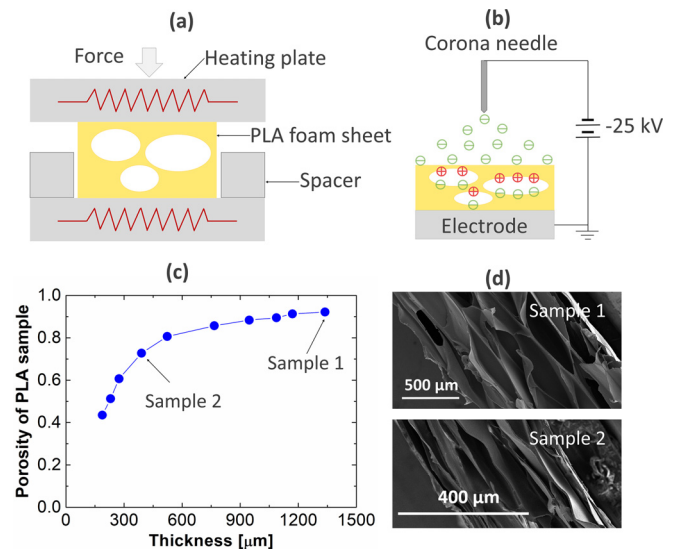 (a)
Force
Heating plate
PLA foam sheet
Spacer
(b)
Corona needle
-25 kV
Electrode
(c)
Porosity of PLA sample
1.0
0.8
0.6
0.4
0.2
0.0
0
300
600
900
1200
1500
Thickness [µm]
Sample 1
Sample 2
(d)
Sample 1
500 µm
Sample 2
400 µm